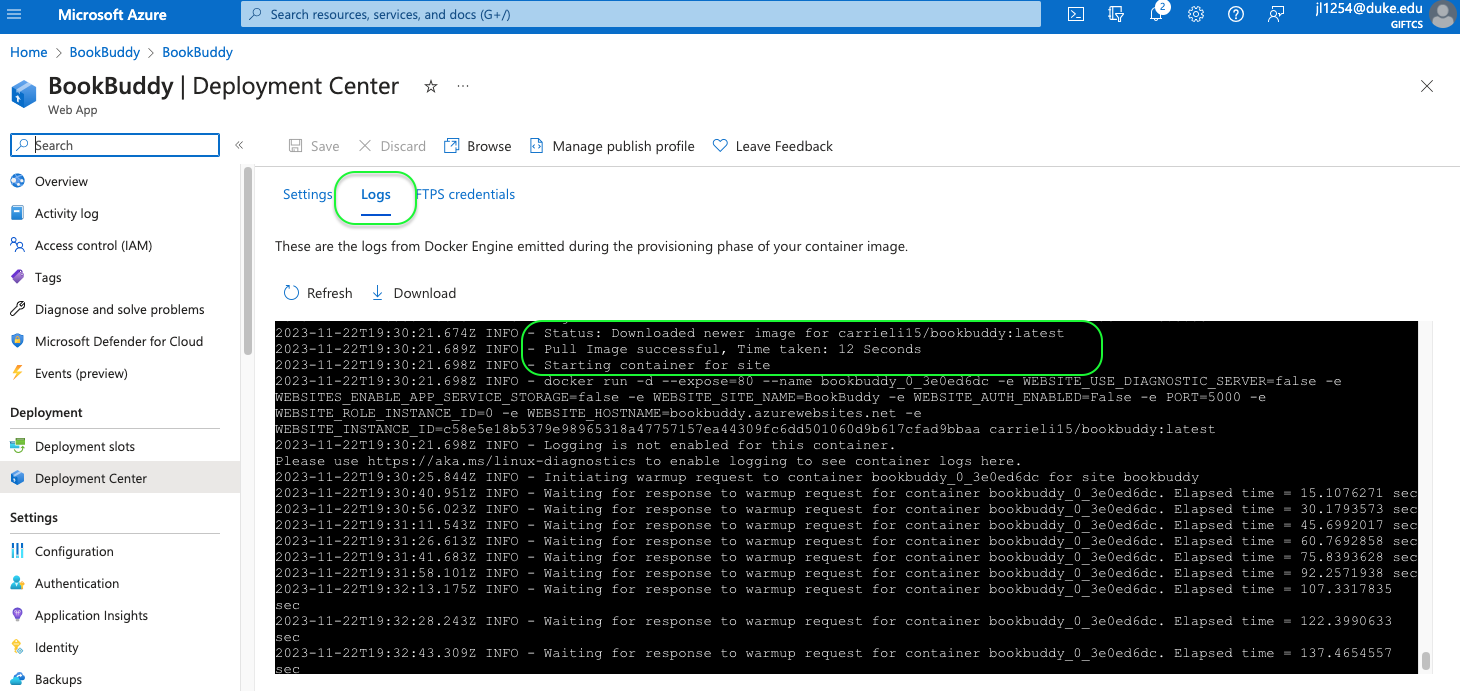 Microsoft Azure
Search resources, services, and docs (G+/)
2
jl1254@duke.edu
GIFTCS
Home > BookBuddy > BookBuddy
BookBuddy | Deployment Center
Web App
Search
«
Save
Discard
Browse
Manage publish profile
Leave Feedback
Overview
Activity log
Access control (IAM)
Tags
Diagnose and solve problems
Microsoft Defender for Cloud
Events (preview)
Deployment
Deployment slots
Deployment Center
Settings
Configuration
Authentication
Application Insights
Identity
Backups
Settings
Logs
FTPS credentials
These are the logs from Docker Engine emitted during the provisioning phase of your container image.
Refresh
Download
2023-11-22T19:30:21.674Z INFO - Status: Downloaded newer image for carrieli15/bookbuddy:latest
2023-11-22T19:30:21.689Z INFO - Pull Image successful, Time taken: 12 Seconds
2023-11-22T19:30:21.698Z INFO - Starting container for site
2023-11-22T19:30:21.698Z INFO - docker run -d --expose=80 --name bookbuddy_0_3e0ed6dc -e WEBSITE_USE_DIAGNOSTIC_SERVER=false -e
WEBSITES_ENABLE_APP_SERVICE_STORAGE=false -e WEBSITE_SITE_NAME=BookBuddy -e WEBSITE_AUTH_ENABLED=False -e PORT=5000 -e
WEBSITE_ROLE_INSTANCE_ID=0 -e WEBSITE_HOSTNAME=bookbuddy.azurewebsites.net -e
WEBSITE_INSTANCE_ID=c58e5e18b5379e98965318a47757157ea44309fc6dd501060d9b617cfad9bbaa carrieli15/bookbuddy:latest
2023-11-22T19:30:21.698Z INFO - Logging is not enabled for this container.
Please use https://aka.ms/linux-diagnostics to enable logging to see container logs here.
2023-11-22T19:30:25.844Z INFO - Initiating warmup request to container bookbuddy_0_3e0ed6dc for site bookbuddy
2023-11-22T19:30:40.951Z INFO - Waiting for response to warmup request for container bookbuddy_0_3e0ed6dc. Elapsed time = 15.1076271 sec
2023-11-22T19:30:56.023Z INFO - Waiting for response to warmup request for container bookbuddy_0_3e0ed6dc. Elapsed time = 30.1793573 sec
2023-11-22T19:31:11.543Z INFO - Waiting for response to warmup request for container bookbuddy_0_3e0ed6dc. Elapsed time = 45.6992017 sec
2023-11-22T19:31:26.613Z INFO - Waiting for response to warmup request for container bookbuddy_0_3e0ed6dc. Elapsed time = 60.7692858 sec
2023-11-22T19:31:41.683Z INFO - Waiting for response to warmup request for container bookbuddy_0_3e0ed6dc. Elapsed time = 75.8393628 sec
2023-11-22T19:31:58.101Z INFO - Waiting for response to warmup request for container bookbuddy_0_3e0ed6dc. Elapsed time = 92.2571938 sec
2023-11-22T19:32:13.175Z INFO - Waiting for response to warmup request for container bookbuddy_0_3e0ed6dc. Elapsed time = 107.3317835
sec
2023-11-22T19:32:28.243Z INFO - Waiting for response to warmup request for container bookbuddy_0_3e0ed6dc. Elapsed time = 122.3990633
sec
2023-11-22T19:32:43.309Z INFO - Waiting for response to warmup request for container bookbuddy_0_3e0ed6dc. Elapsed time = 137.4654557
sec